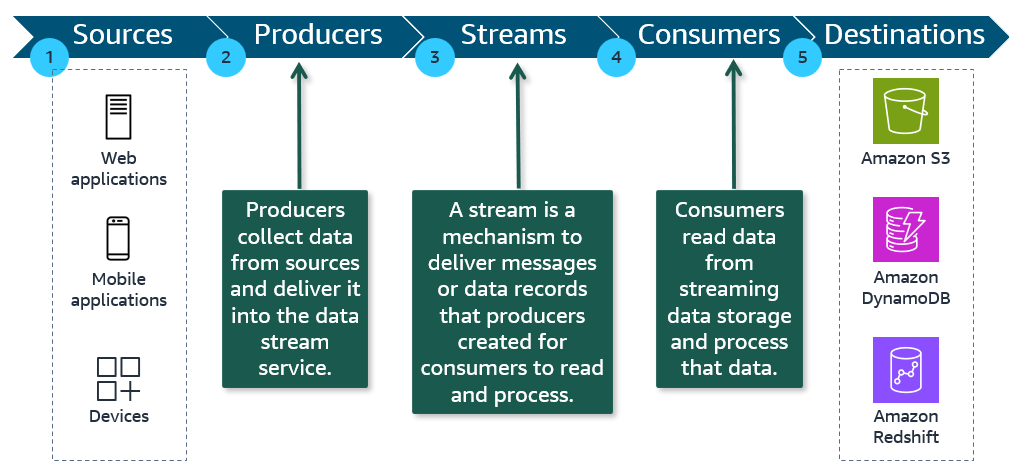 Sources
Producers
Streams
Consumers
Destinations
1
2
3
4
5
Web
applications
Mobile
applications
Devices
Producers
collect data
from sources
and deliver it
into the data
stream
service.
A stream is a
mechanism to
deliver messages
or data records
that producers
created for
consumers to read
and process.
Consumers
read data
from
streaming
data storage
and process
that data.
Amazon S3
Amazon
DynamoDB
Amazon
Redshift